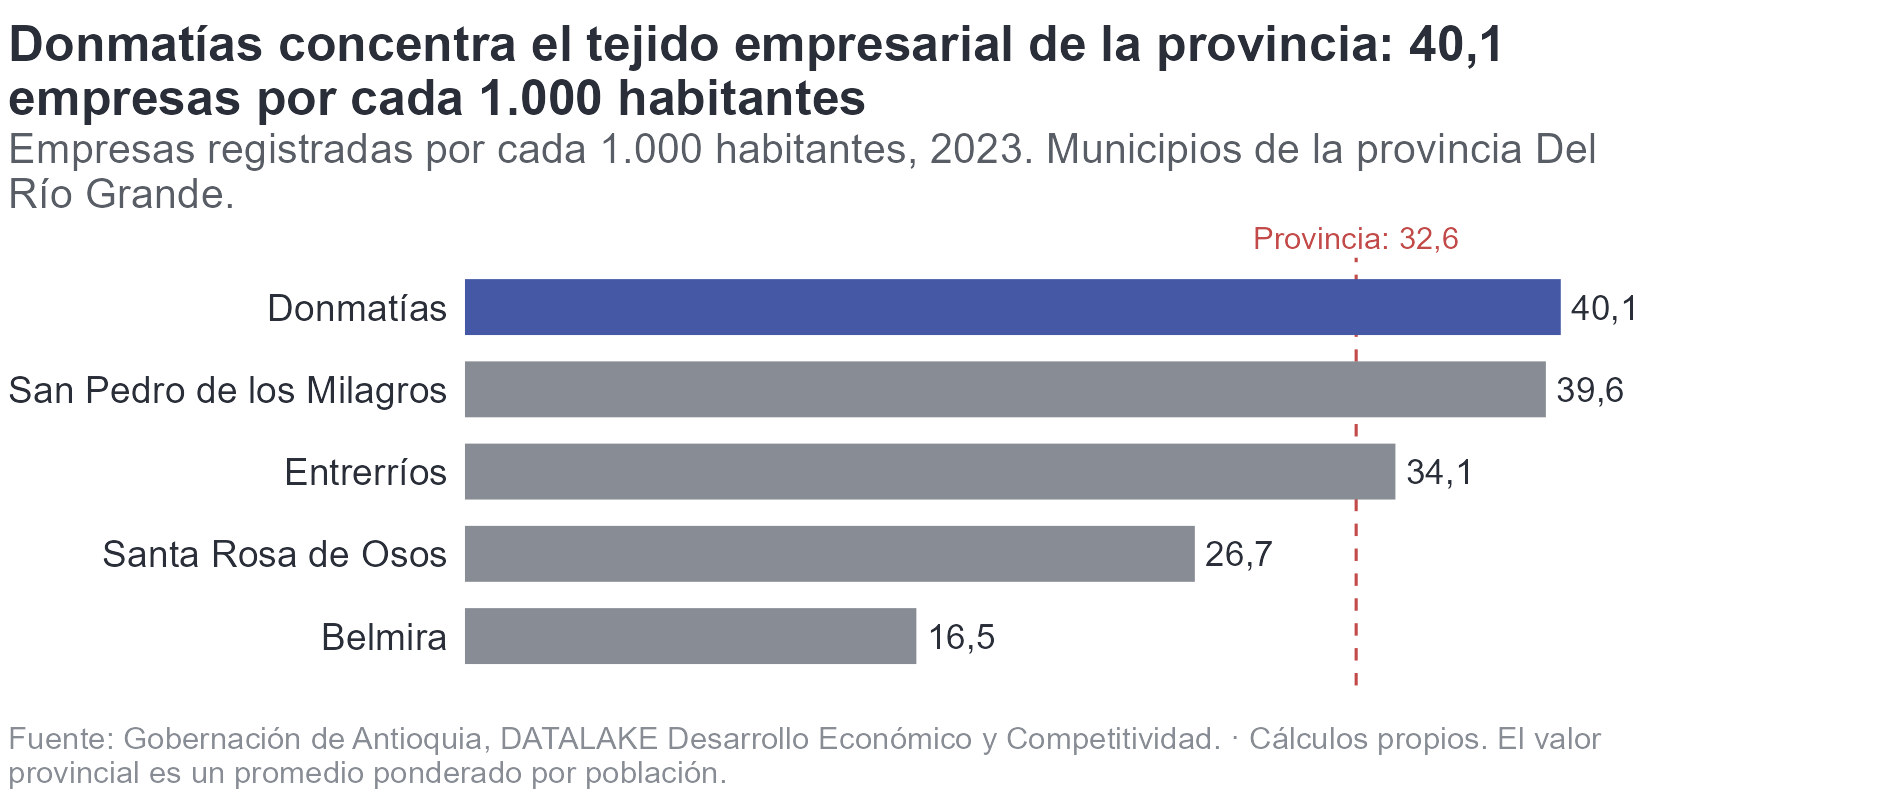 Donmatías concentra el tejido empresarial de la provincia: 40,1
empresas por cada 1.000 habitantes
Empresas registradas por cada 1.000 habitantes, 2023. Municipios de la provincia Del
Río Grande.
Provincia: 32,6
Donmatías 40,1
San Pedro de los Milagros 39,6
Entrerríos 34,1
Santa Rosa de Osos 26,7
Belmira 16,5
Fuente: Gobernación de Antioquia, DATALAKE Desarrollo Económico y Competitividad. · Cálculos propios. El valor
provincial es un promedio ponderado por población.